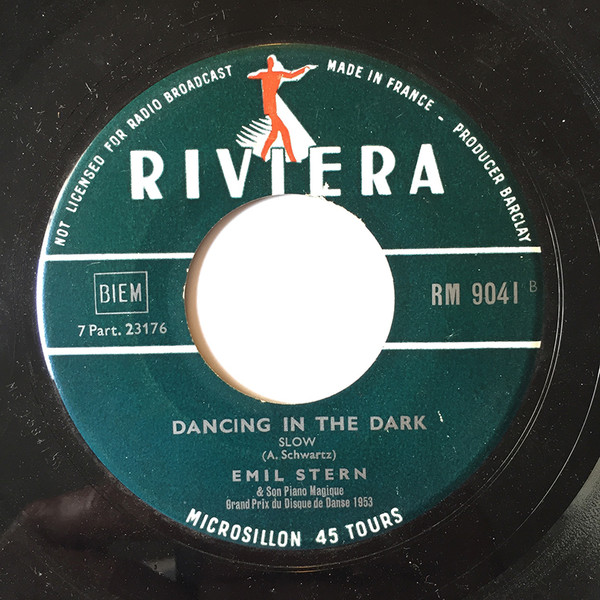 NOT LICENSED FOR RADIO BROADCAST
MADE IN FRANCE - PRODUCER BARCLAY
RIVIERA
BIEM
RM 9041 B
7 Part. 23176
DANCING IN THE DARK
SLOW
(A. Schwartz)
EMIL STERN
& Son Piano Magique
Grand Prix du Disque de Danse 1953
MICROSILLON 45 TOURS